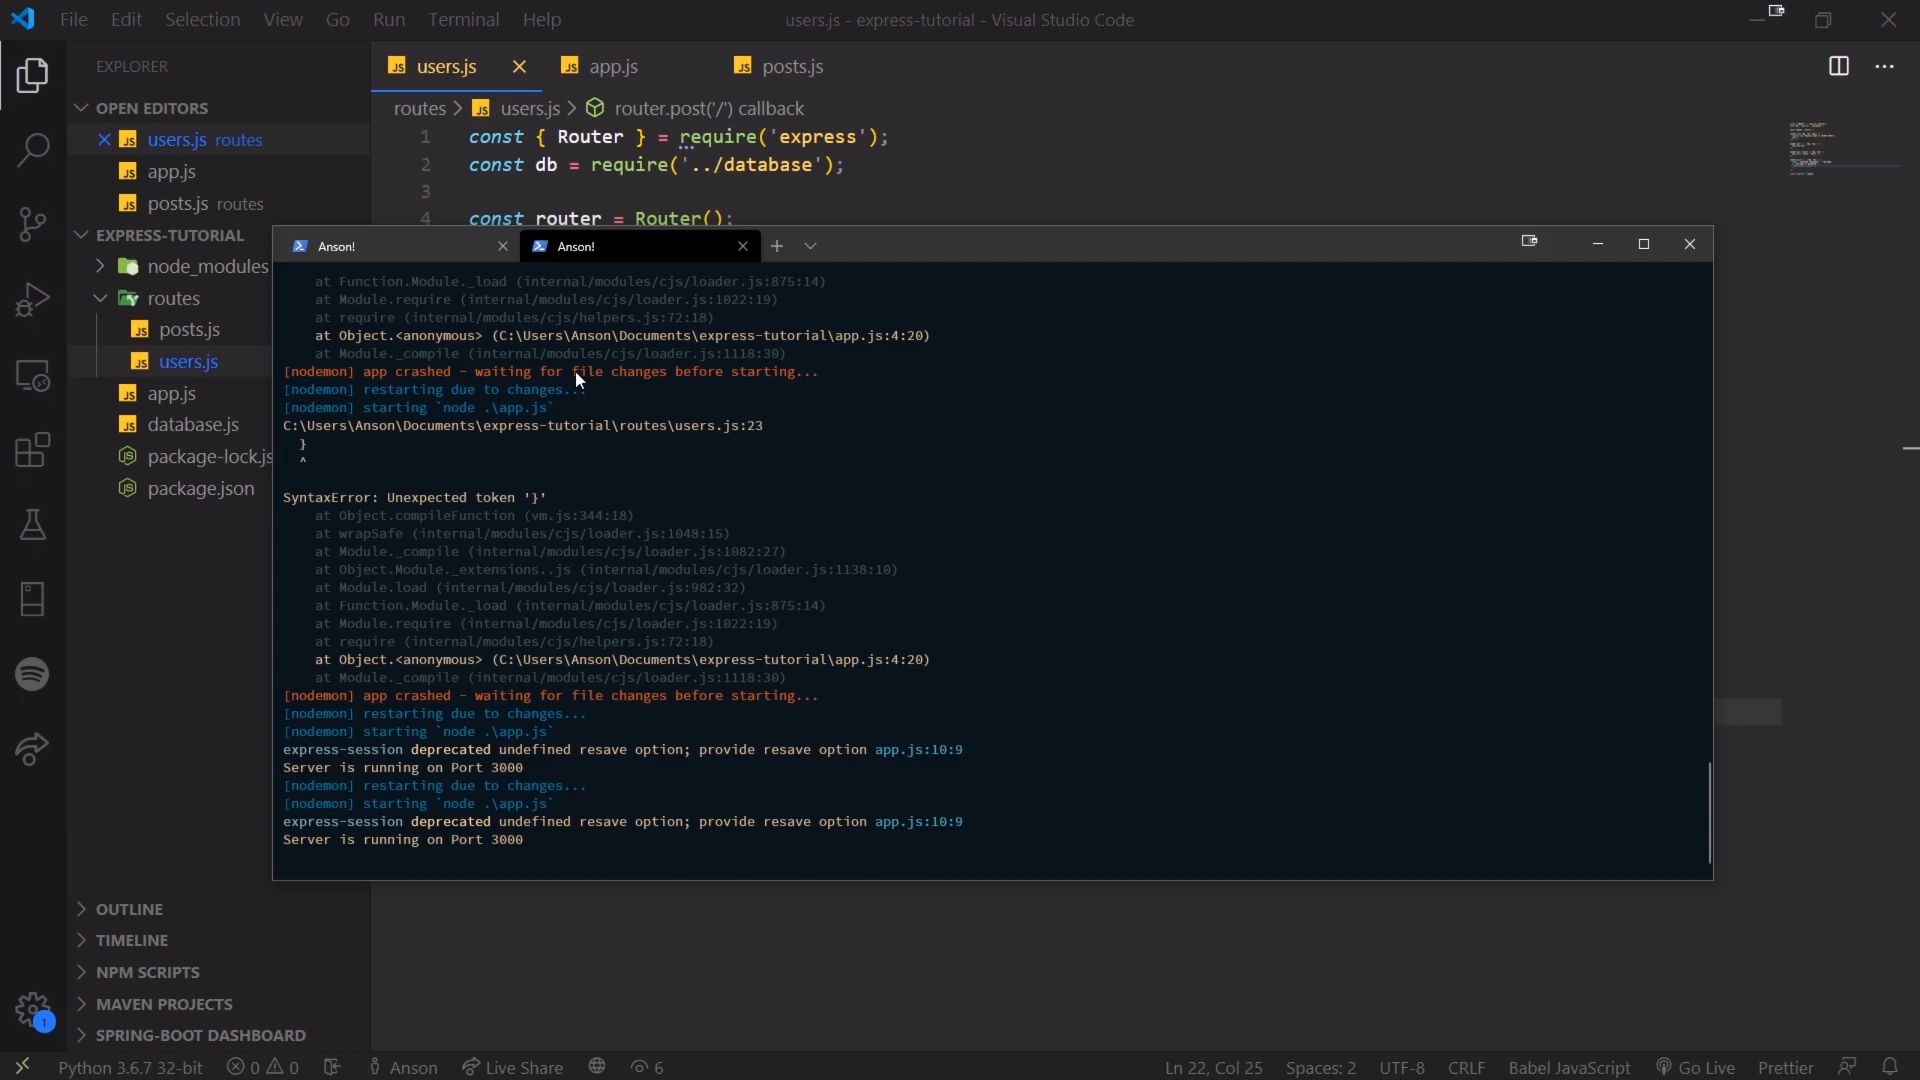 File Edit Selection View Go Run Terminal Help
users.js - express-tutorial - Visual Studio Code
EXPLORER
OPEN EDITORS
users.js routes
app.js
posts.js routes
EXPRESS-TUTORIAL
node_modules
routes
posts.js
users.js
app.js
database.js
package-lock.js
package.json
OUTLINE
TIMELINE
NPM SCRIPTS
MAVEN PROJECTS
SPRING-BOOT DASHBOARD
users.js app.js posts.js
routes > users.js > router.post('/') callback
1 const { Router } = require('express');
2 const db = require('../database');
3
4 const router = Router();
Anson! Anson!
at Function.Module._load (internal/modules/cjs/loader.js:875:14)
at Module.require (internal/modules/cjs/loader.js:1022:19)
at require (internal/modules/cjs/helpers.js:72:18)
at Object.<anonymous> (C:\Users\Anson\Documents\express-tutorial\app.js:4:20)
at Module._compile (internal/modules/cjs/loader.js:1118:30)
[nodemon] app crashed - waiting for file changes before starting...
[nodemon] restarting due to changes...
[nodemon] starting `node .\app.js`
C:\Users\Anson\Documents\express-tutorial\routes\users.js:23
}
^
SyntaxError: Unexpected token '}'
at Object.compileFunction (vm.js:344:18)
at wrapSafe (internal/modules/cjs/loader.js:1048:15)
at Module._compile (internal/modules/cjs/loader.js:1082:27)
at Object.Module._extensions..js (internal/modules/cjs/loader.js:1138:10)
at Module.load (internal/modules/cjs/loader.js:982:32)
at Function.Module._load (internal/modules/cjs/loader.js:875:14)
at Module.require (internal/modules/cjs/loader.js:1022:19)
at require (internal/modules/cjs/helpers.js:72:18)
at Object.<anonymous> (C:\Users\Anson\Documents\express-tutorial\app.js:4:20)
at Module._compile (internal/modules/cjs/loader.js:1118:30)
[nodemon] app crashed - waiting for file changes before starting...
[nodemon] restarting due to changes...
[nodemon] starting `node .\app.js`
express-session deprecated undefined resave option; provide resave option app.js:10:9
Server is running on Port 3000
[nodemon] restarting due to changes...
[nodemon] starting `node .\app.js`
express-session deprecated undefined resave option; provide resave option app.js:10:9
Server is running on Port 3000
1
Python 3.6.7 32-bit 0 0 Anson Live Share 6 Ln 22, Col 25 Spaces: 2 UTF-8 CRLF Babel JavaScript Go Live Prettier